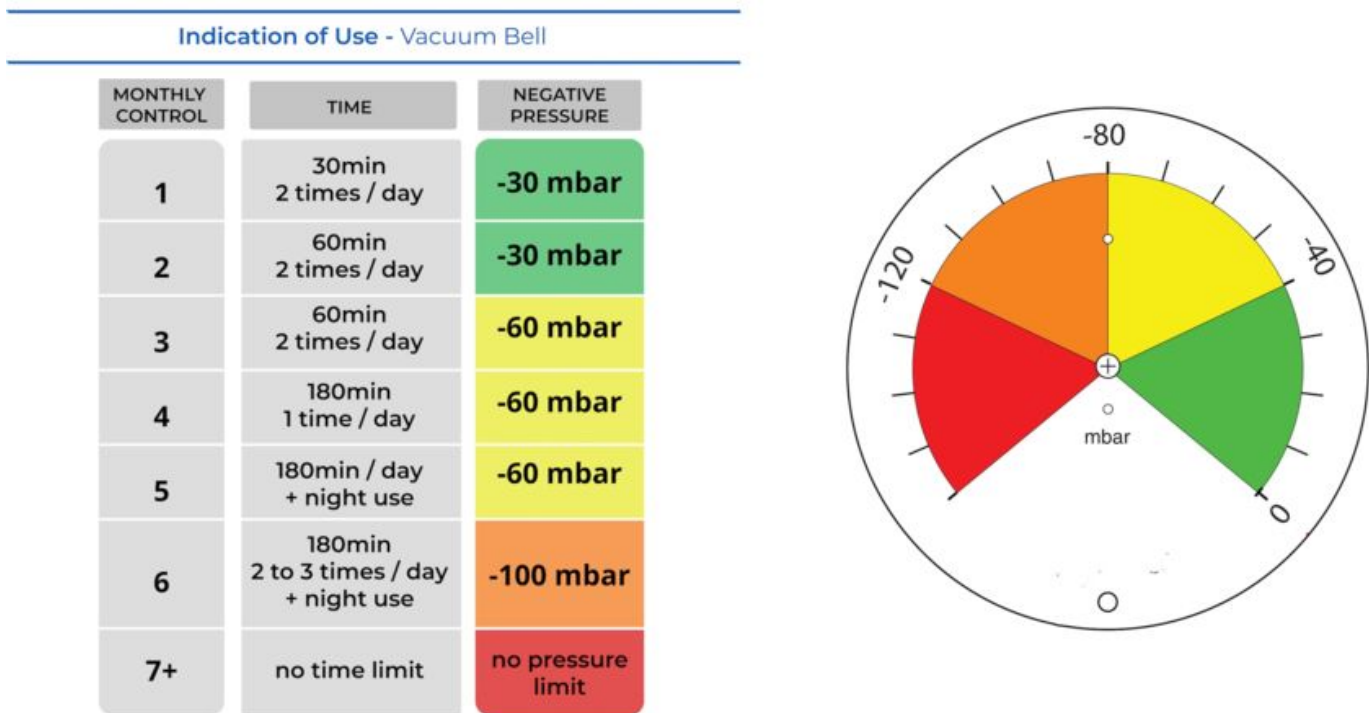 Indication of Use - Vacuum Bell
MONTHLY
CONTROL
TIME
NEGATIVE
PRESSURE
1
30min
2 times / day
-30 mbar
2
60min
2 times / day
-30 mbar
3
60min
2 times / day
-60 mbar
4
180min
1 time / day
-60 mbar
5
180min / day
+ night use
-60 mbar
6
180min
2 to 3 times / day
+ night use
-100 mbar
7+
no time limit
no pressure
limit
-80
-120
-40
mbar
0